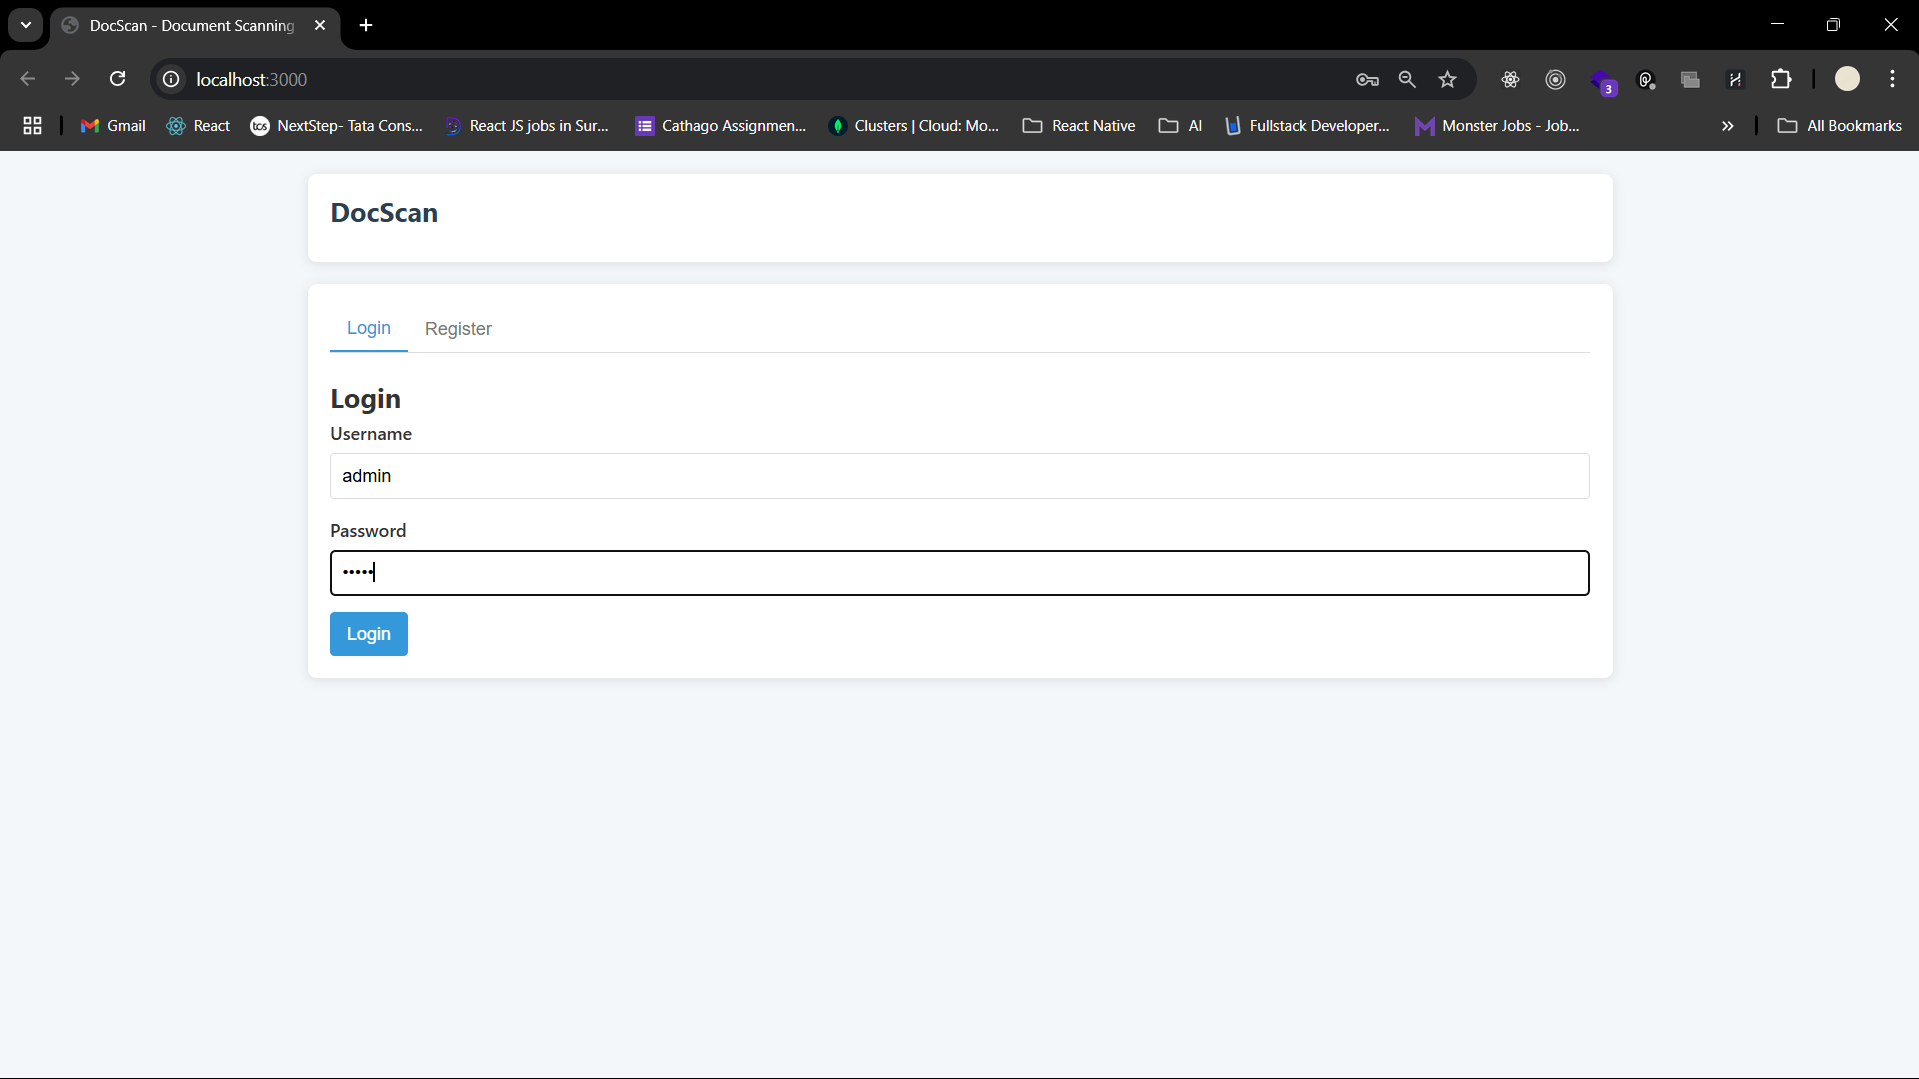 DocScan - Document Scanning
localhost:3000
3
Gmail
React
tcs
NextStep- Tata Cons...
React JS jobs in Sur...
Cathago Assignmen...
Clusters | Cloud: Mo...
React Native
AI
Fullstack Developer...
Monster Jobs - Job...
All Bookmarks
DocScan
Login
Register
Login
Username
admin
Password
•••••
Login